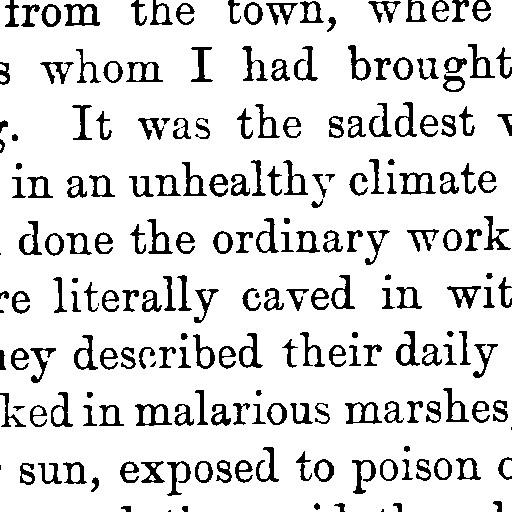 from the town, where
s whom I had brought
. It was the saddest
in an unhealthy climate
done the ordinary work
re literally caved in wit
ey described their daily
ked in malarious marshes,
sun, exposed to poison